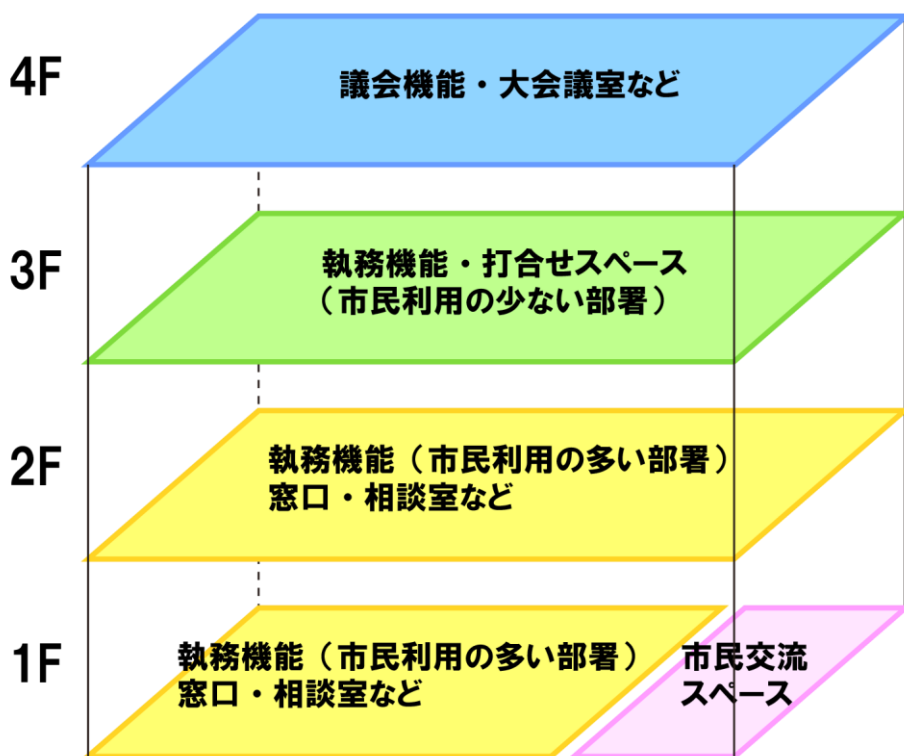 4F
議会機能・大会議室など
3F
執務機能・打合せスペース
（市民利用の少ない部署）
2F
執務機能（市民利用の多い部署）
窓口・相談室など
1F
執務機能（市民利用の多い部署）
窓口・相談室など
市民交流
スペース